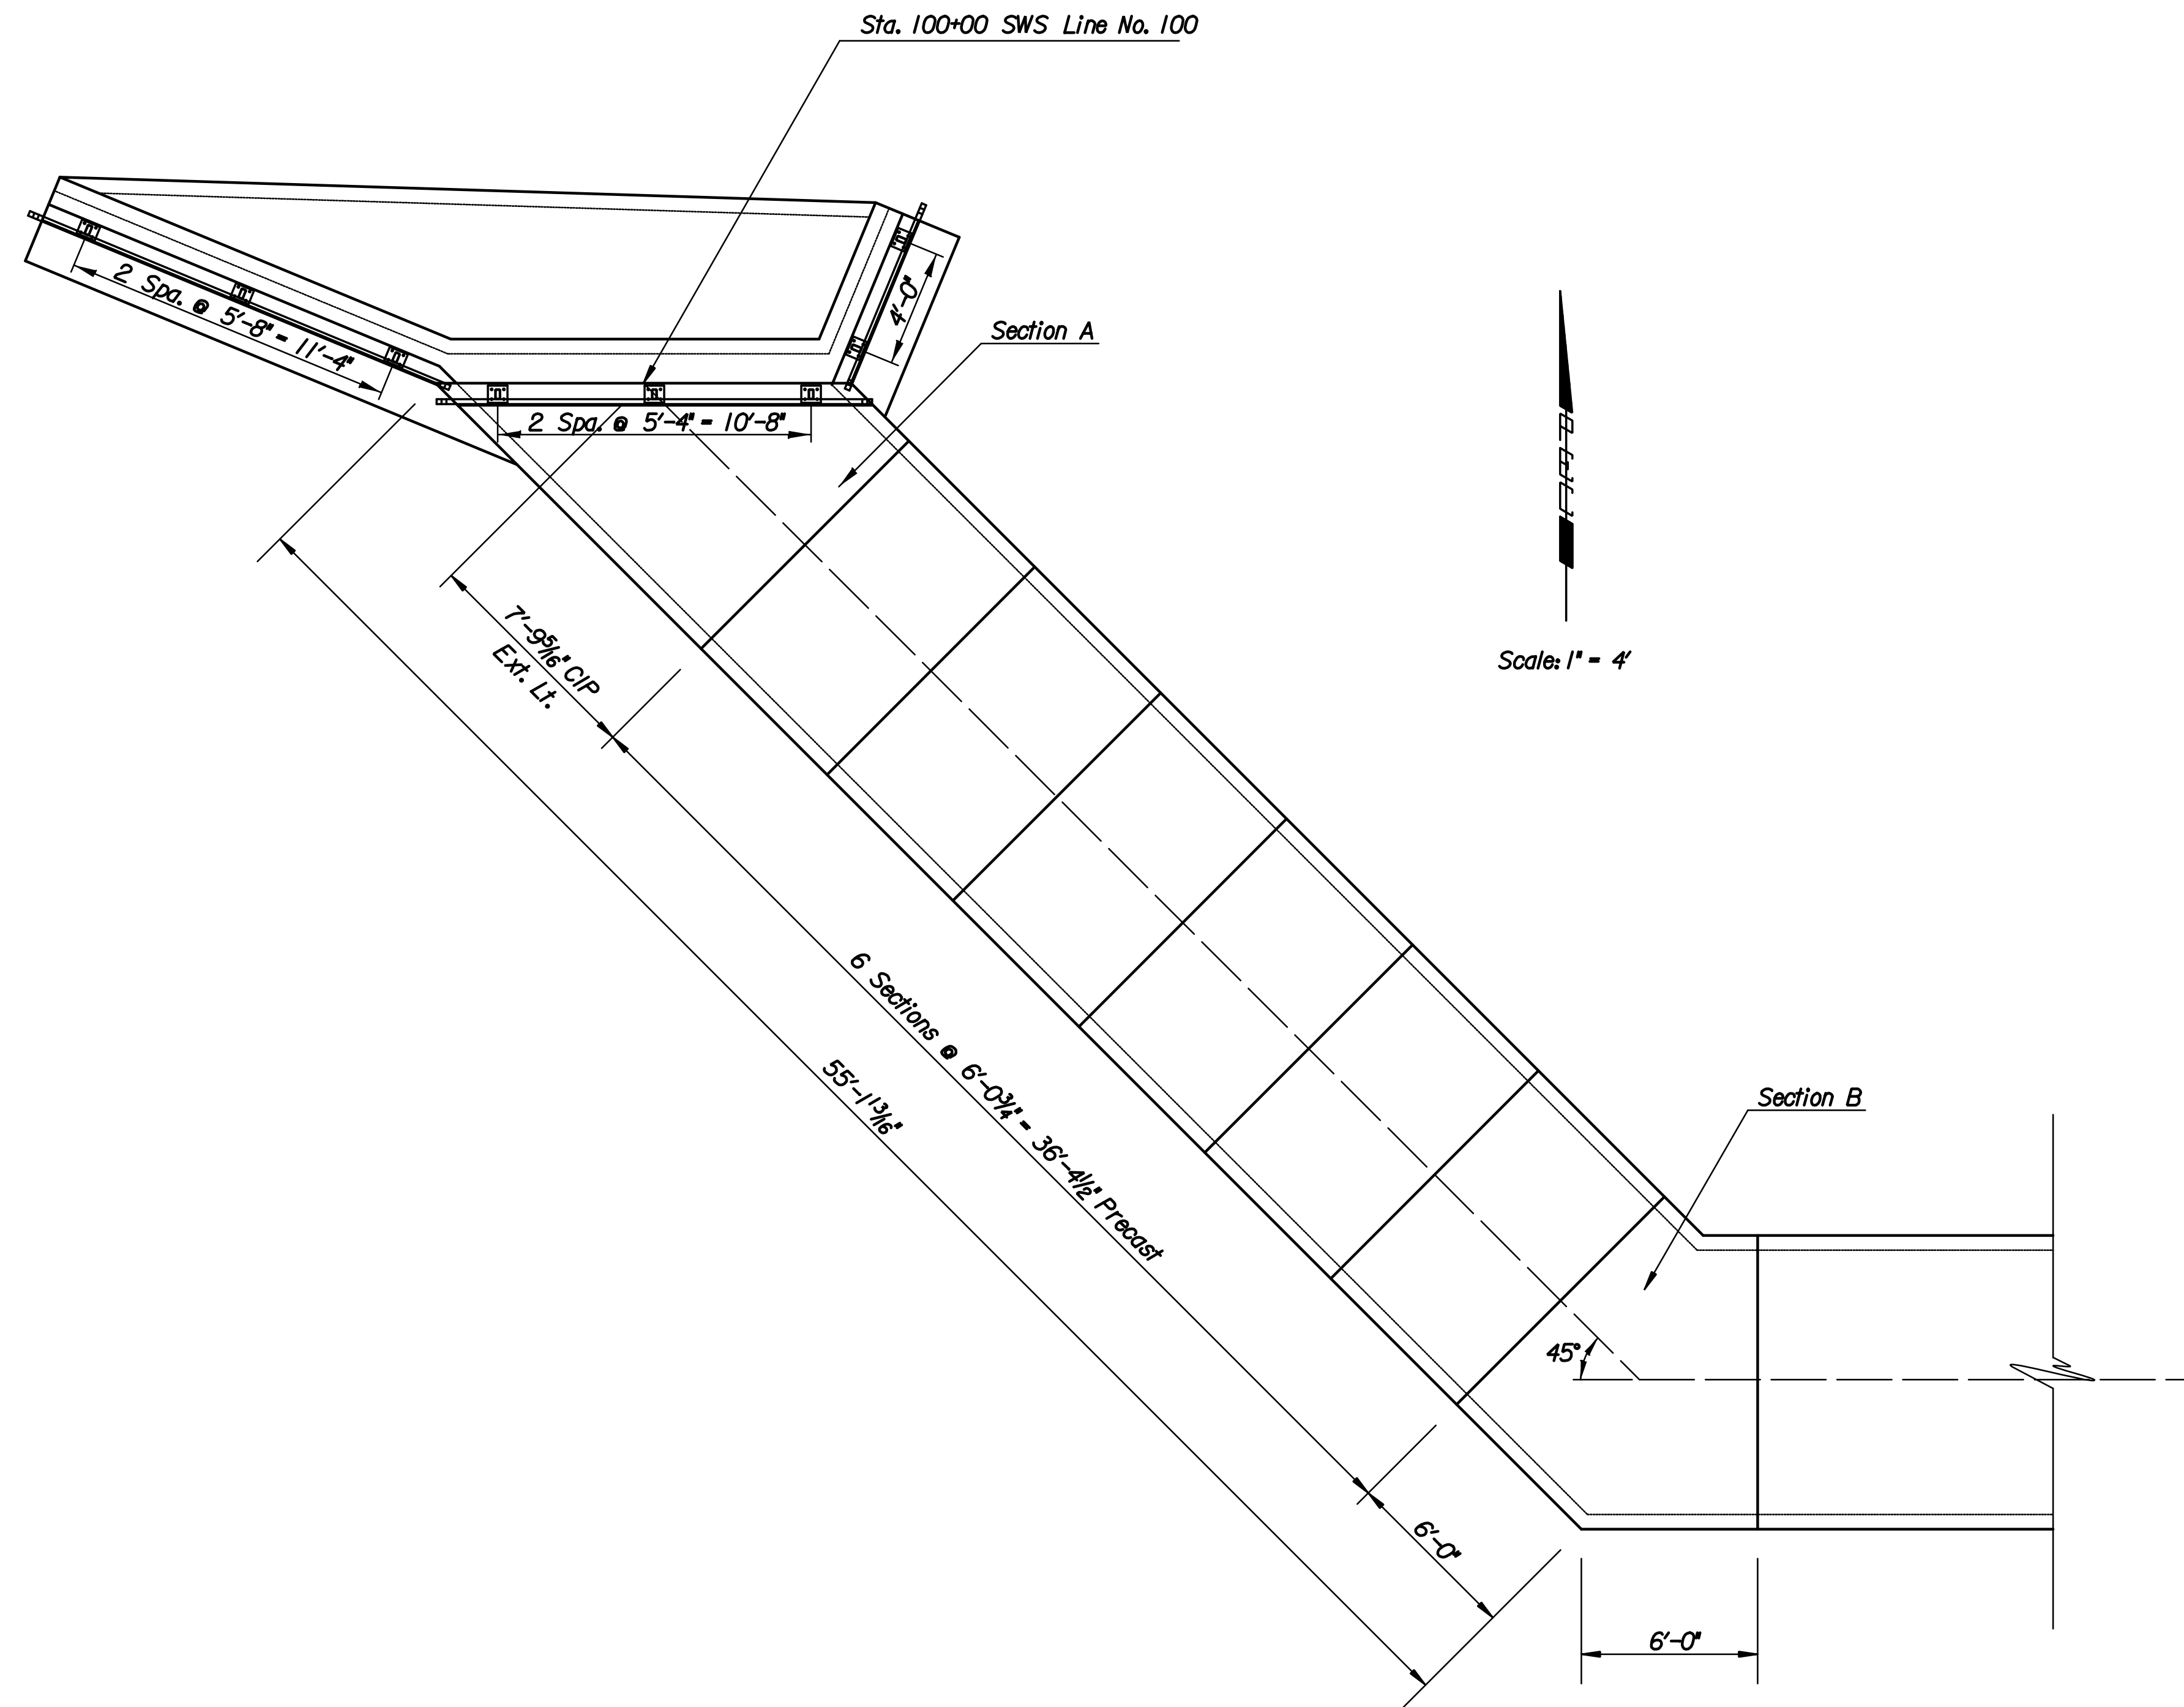 Sta. 100+00 SWS Line No. 100
2 Spa. @ 5'-8" = 11'-4"
4'-0"
Section A
2 Spa. @ 5'-4" = 10'-8"
7'-9 5/16" CIP
Ext. Lt.
Scale: 1" = 4'
6 Sections @ 6'-0 3/4" = 36'-4 1/2" Precast
55'-1 13/16"
Section B
45°
6'-0"
6'-0"